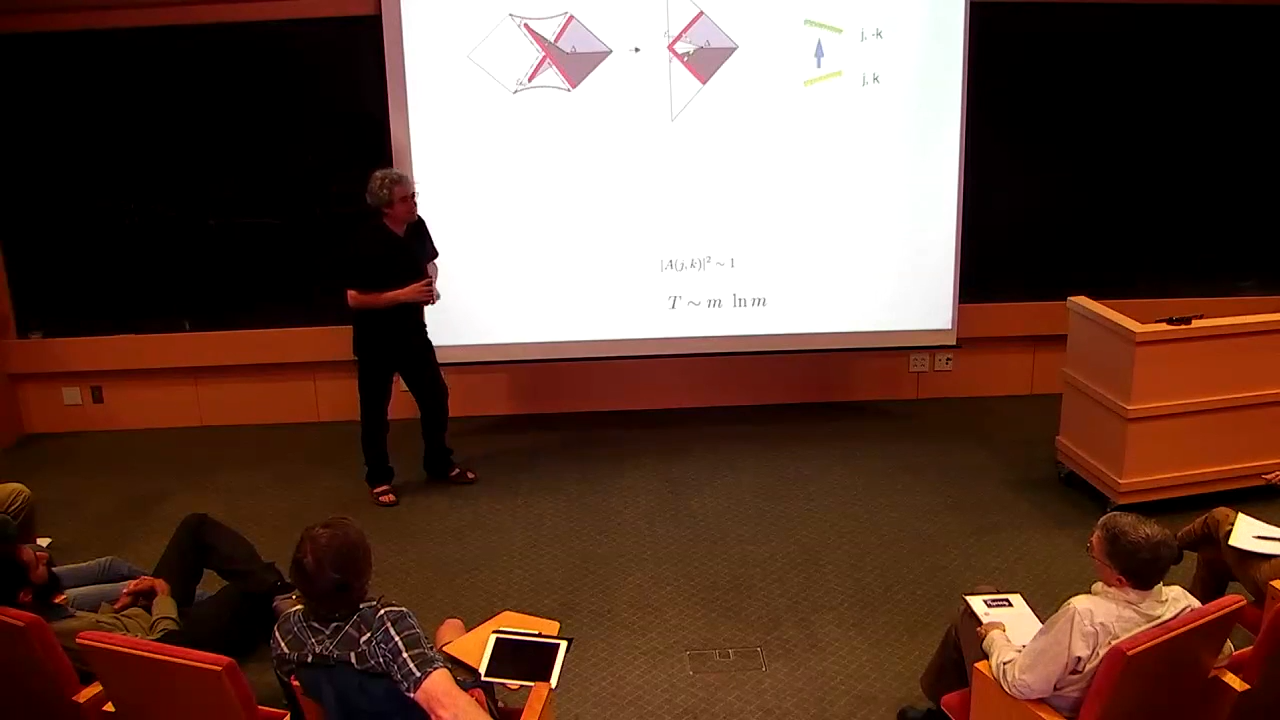 j, -k
j, k
|A(j,k)|² ∼ 1
T ∼ m ln m